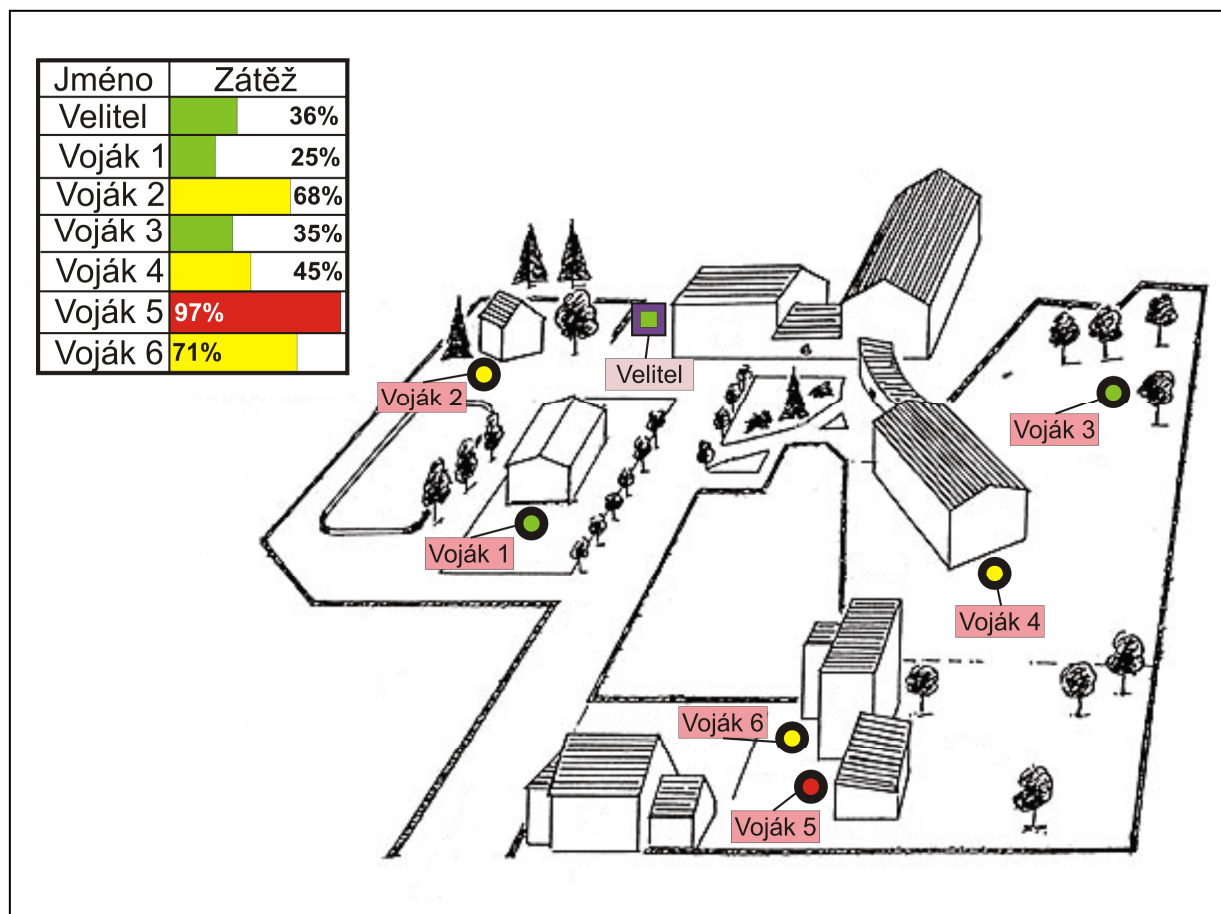 Jméno Zátěž
Velitel 36%
Voják 1 25%
Voják 2 68%
Voják 3 35%
Voják 4 45%
Voják 5 97%
Voják 6 71%
Velitel
Voják 2
Voják 3
Voják 1
Voják 4
Voják 6
Voják 5